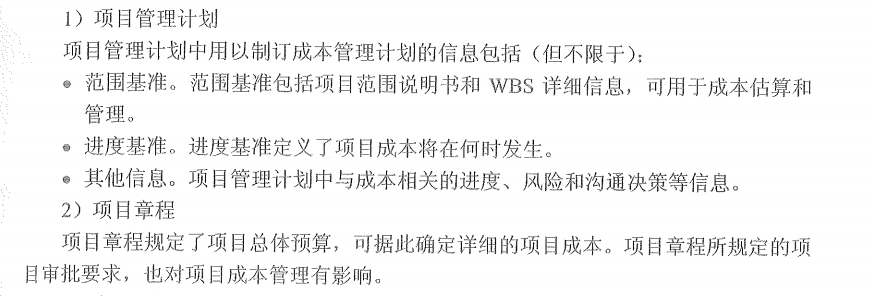 1）项目管理计划
项目管理计划中用以制订成本管理计划的信息包括（但不限于）：
● 范围基准。范围基准包括项目范围说明书和 WBS 详细信息，可用于成本估算和
管理。
● 进度基准。进度基准定义了项目成本将在何时发生。
● 其他信息。项目管理计划中与成本相关的进度、风险和沟通决策等信息。
2）项目章程
项目章程规定了项目总体预算，可据此确定详细的项目成本。项目章程所规定的项
目审批要求，也对项目成本管理有影响。